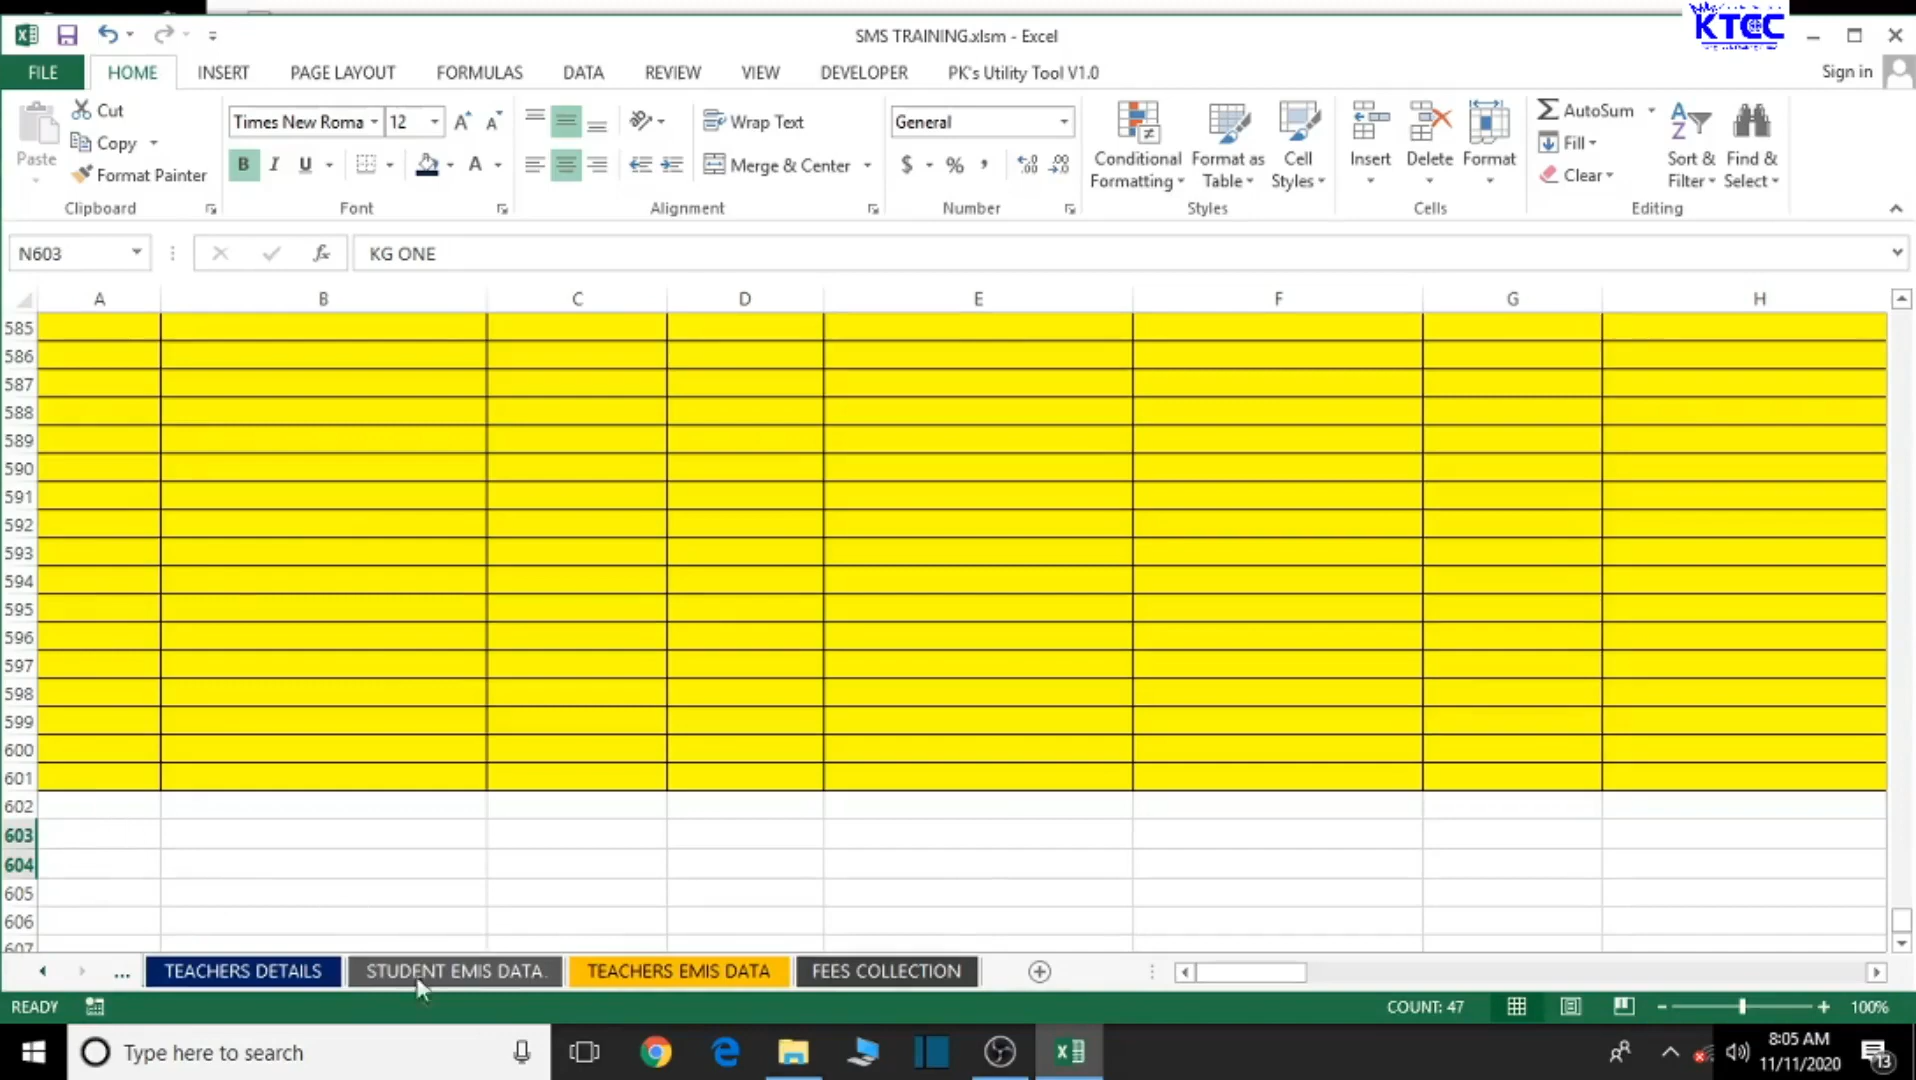 KTCC
SMS TRAINING.xlsm - Excel
FILE HOME INSERT PAGE LAYOUT FORMULAS DATA REVIEW VIEW DEVELOPER PK's Utility Tool V1.0 Sign in
Paste
Cut
Copy
Format Painter
Clipboard
Times New Roma 12
B I U A
Font
Wrap Text
Merge & Center
Alignment
General
$ % ,
Number
Conditional Formatting
Format as Table
Cell Styles
Styles
Insert Delete Format
Cells
AutoSum
Fill
Clear
Sort & Filter
Find & Select
Editing
N603 fx KG ONE
A B C D E F G H
585
586
587
588
589
590
591
592
593
594
595
596
597
598
599
600
601
602
603
604
605
606
607
... TEACHERS DETAILS STUDENT EMIS DATA. TEACHERS EMIS DATA FEES COLLECTION
READY COUNT: 47 100%
Type here to search
8:05 AM
11/11/2020
13